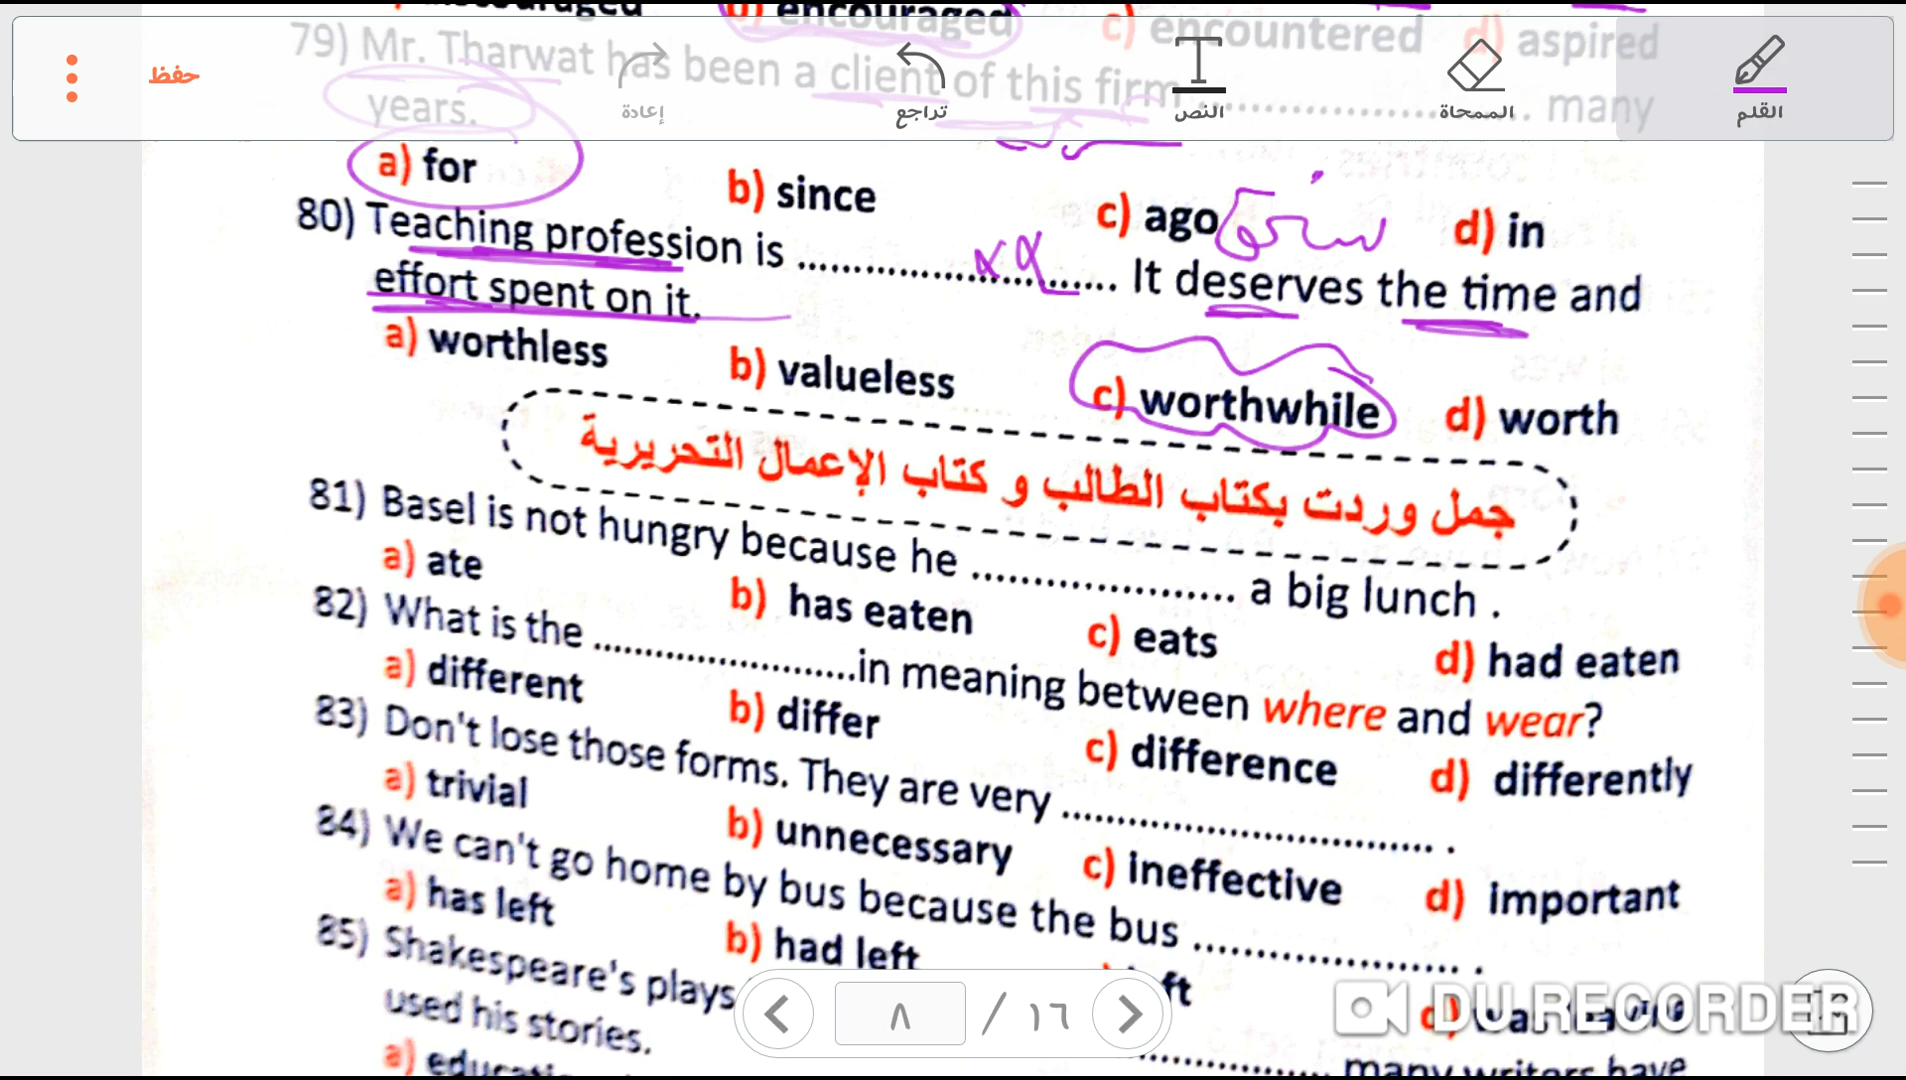 b) encouraged c) encountered d) aspired
79) Mr. Tharwat has been a client of this firm .......................... many
years.
حفظ
إعادة
تراجع
النص
الممحاة
القلم
a) for b) since c) ago d) in
80) Teaching profession is .......................... It deserves the time and
effort spent on it.
a) worthless b) valueless c) worthwhile d) worth
جمل وردت بكتاب الطالب و كتاب الإعمال التحريرية
81) Basel is not hungry because he .......................... a big lunch .
a) ate b) has eaten c) eats d) had eaten
82) What is the ..........................in meaning between where and wear?
a) different b) differ c) difference d) differently
83) Don't lose those forms. They are very .................................... .
a) trivial b) unnecessary c) ineffective d) important
84) We can't go home by bus because the bus .......................... .
a) has left b) had left
85) Shakespeare's plays
.................. many writers have
used his stories.
٨ / ١٦
DU RECORDER